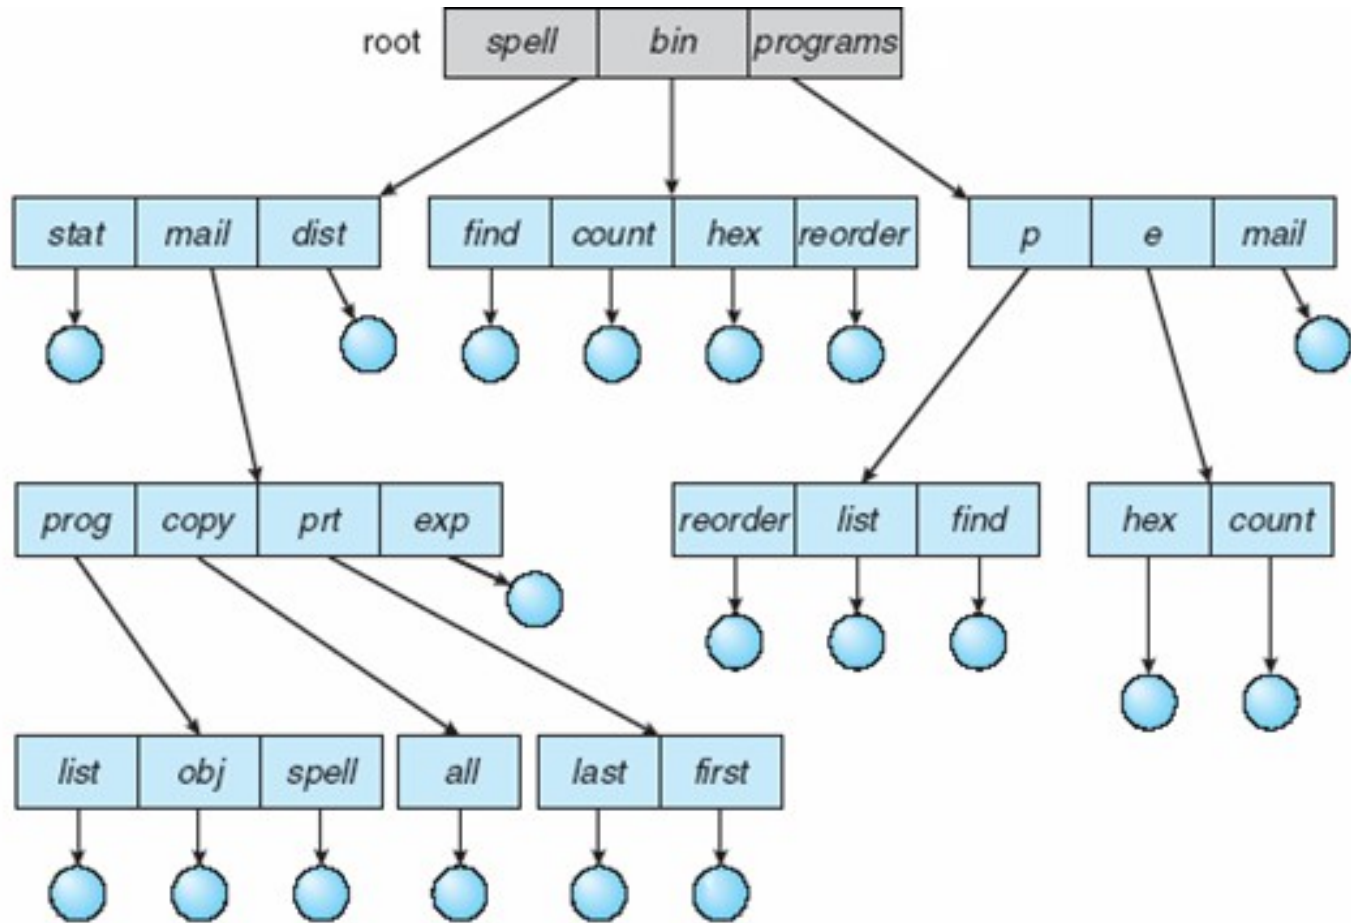 root spell bin programs
stat mail dist find count hex reorder p e mail
prog copy prt exp reorder list find hex count
list obj spell all last first